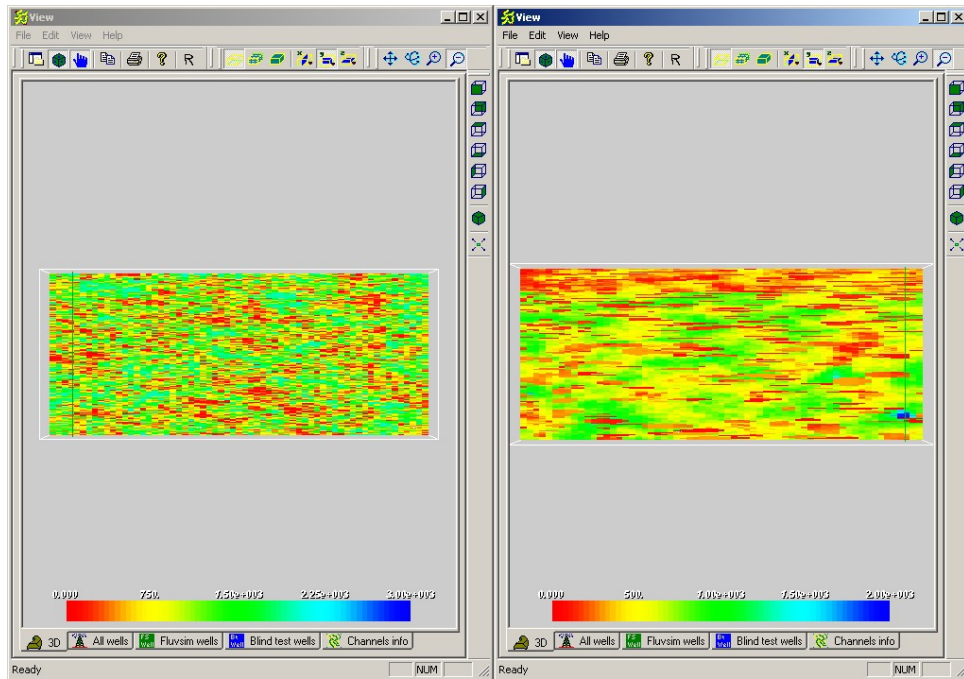 View
File Edit View Help
R
0.000 750. 1.50e+003 2.25e+003 3.00e+003
3D All wells Fluvsim wells Blind test wells Channels info
Ready NUM
View
File Edit View Help
R
0.000 500. 1.00e+003 1.50e+003 2.00e+003
3D All wells Fluvsim wells Blind test wells Channels info
Ready NUM